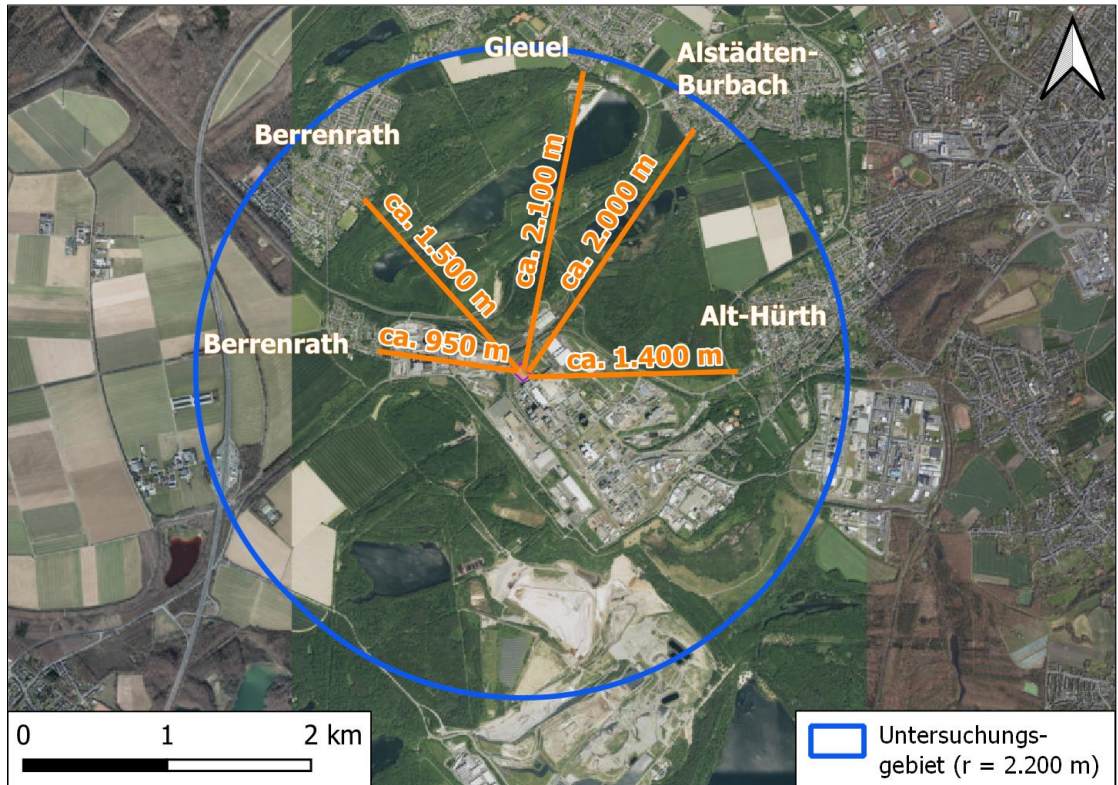 Gleuel
Alstädten-
Burbach
Berrenrath
ca. 1.500 m
ca. 2.100 m
ca. 2.000 m
Alt-Hürth
Berrenrath
ca. 950 m
ca. 1.400 m
0 1 2 km
Untersuchungs-
gebiet (r = 2.200 m)